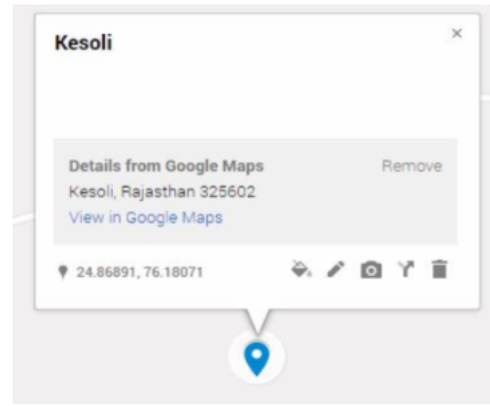 Kesoli
×
Details from Google Maps
Remove
Kesoli, Rajasthan 325602
View in Google Maps
24.86891, 76.18071